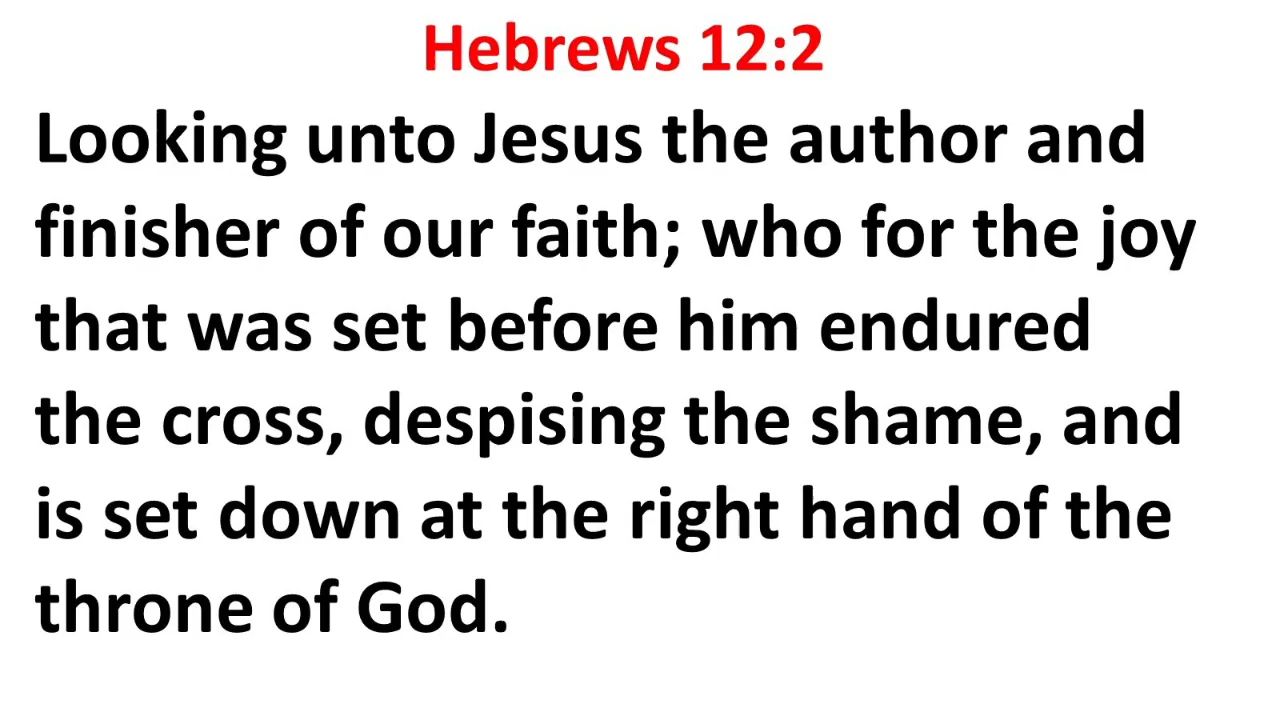 Hebrews 12:2
Looking unto Jesus the author and
finisher of our faith; who for the joy
that was set before him endured
the cross, despising the shame, and
is set down at the right hand of the
throne of God.